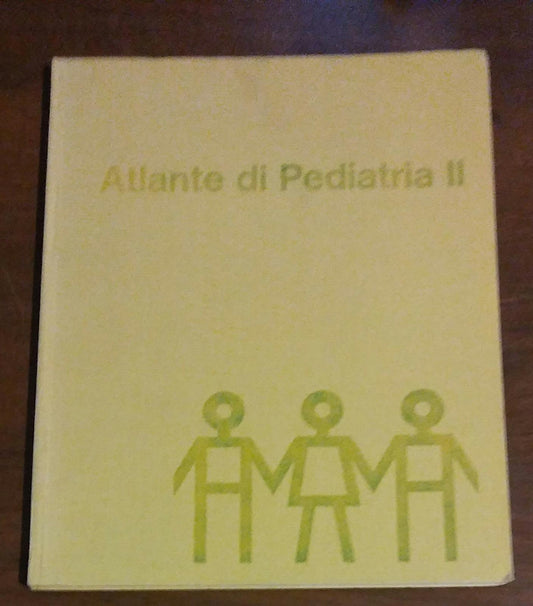 Atlante di Pediatria II